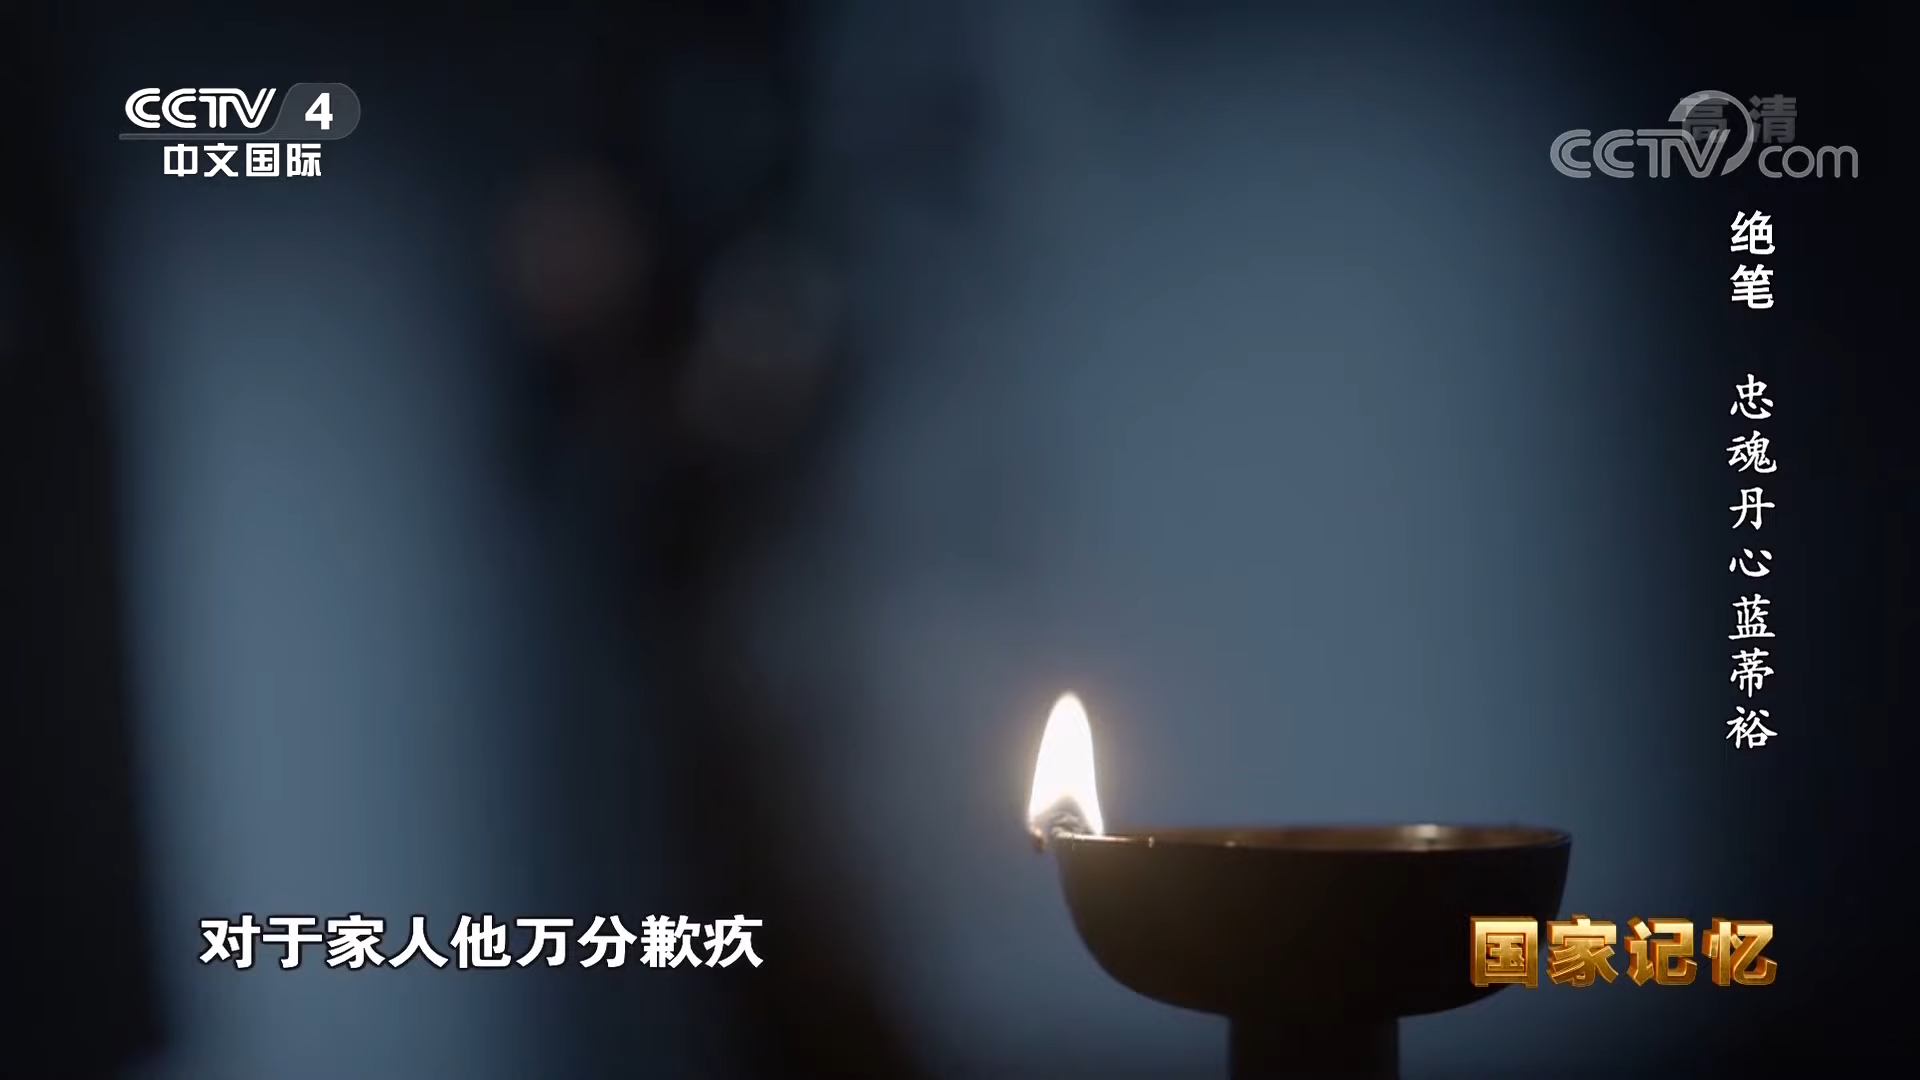 CCTV 4
中文国际
高清
CCTV com
绝笔 忠魂丹心蓝蒂裕
对于家人他万分歉疚
国家记忆